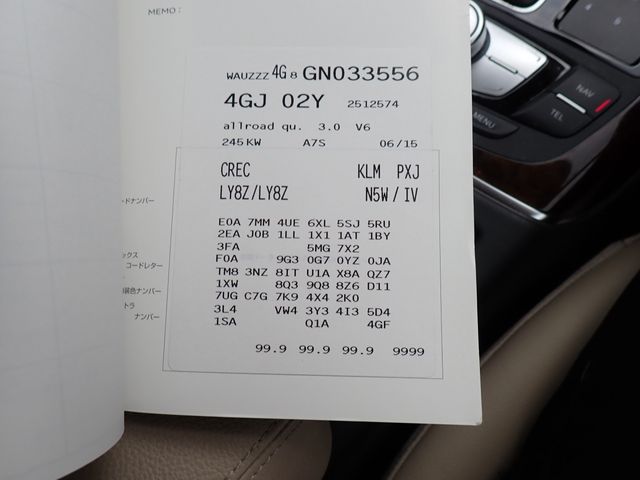 MEMO :
WAUZZZ 4G 8 GN033556
4GJ 02Y 2512574
allroad qu. 3.0 V6
245KW A7S 06/15
CREC KLM PXJ
LY8Z/LY8Z N5W / IV
E0A 7MM 4UE 6XL 5SJ 5RU
2EA J0B 1LL 1X1 1AT 1BY
3FA 5MG 7X2
F0A 9G3 0G7 0YZ 0JA
TM8 3NZ 8IT U1A X8A QZ7
1XW 8Q3 9Q8 8Z6 D11
7UG C7G 7K9 4X4 2K0
3L4 VW4 3Y3 4I3 5D4
1SA Q1A 4GF
99.9 99.9 99.9 9999
ードナンバー
ックス
コードレター
備色ナンバー
トラ
ナンバー
NAV
TEL
MENU